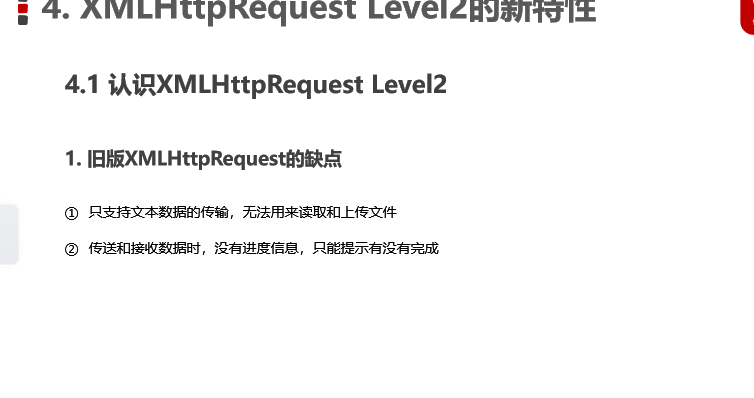 4. XMLHttpRequest Level2的新特性
4.1 认识XMLHttpRequest Level2
1. 旧版XMLHttpRequest的缺点
① 只支持文本数据的传输，无法用来读取和上传文件
② 传送和接收数据时，没有进度信息，只能提示有没有完成